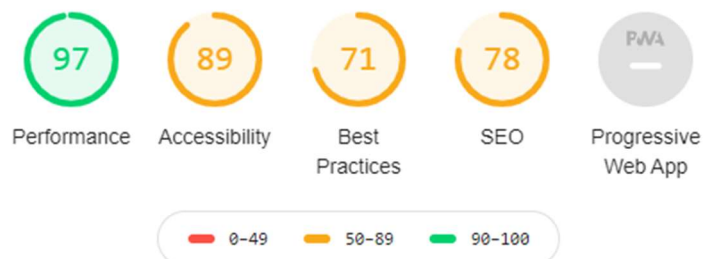 97 89 71 78 PWA
Performance Accessibility Best Practices SEO Progressive Web App
0–49 50–89 90–100